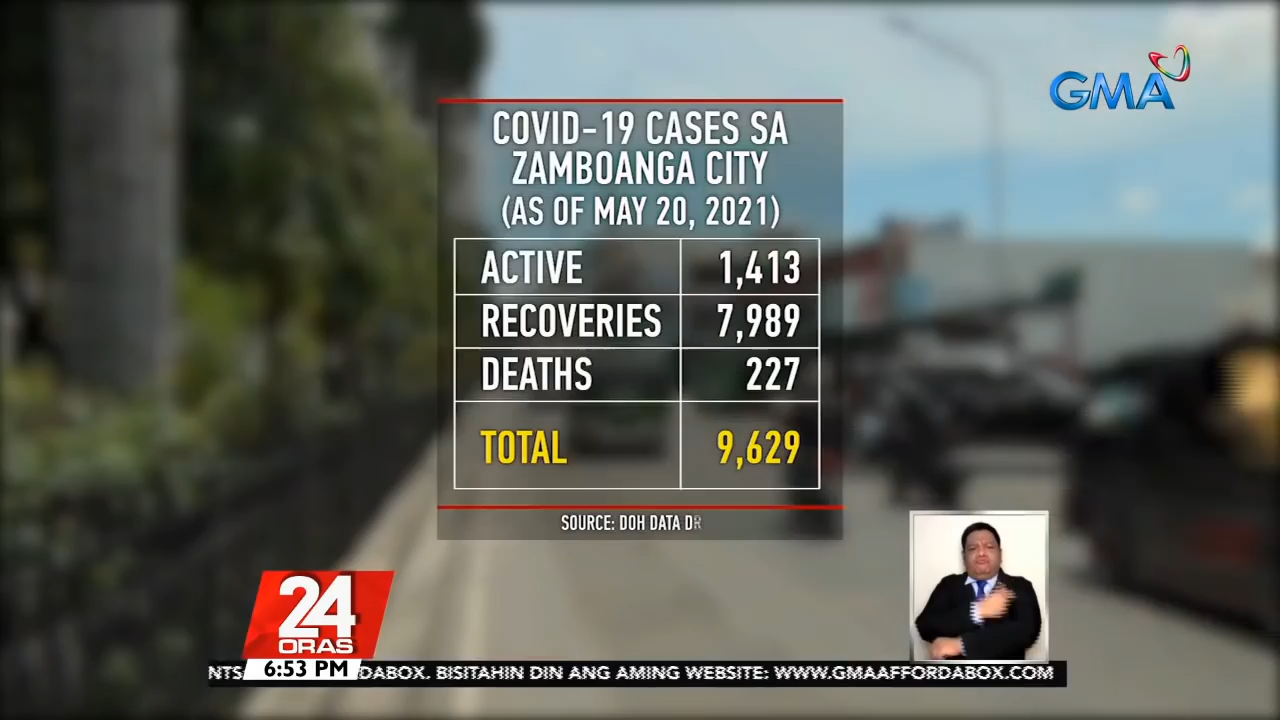 GMA
COVID-19 CASES SA
ZAMBOANGA CITY
(AS OF MAY 20, 2021)
ACTIVE 1,413
RECOVERIES 7,989
DEATHS 227
TOTAL 9,629
SOURCE: DOH DATA DR
24
ORAS
6:53 PM
NTS DABOX. BISITAHIN DIN ANG AMING WEBSITE: WWW.GMAAFFORDABOX.COM